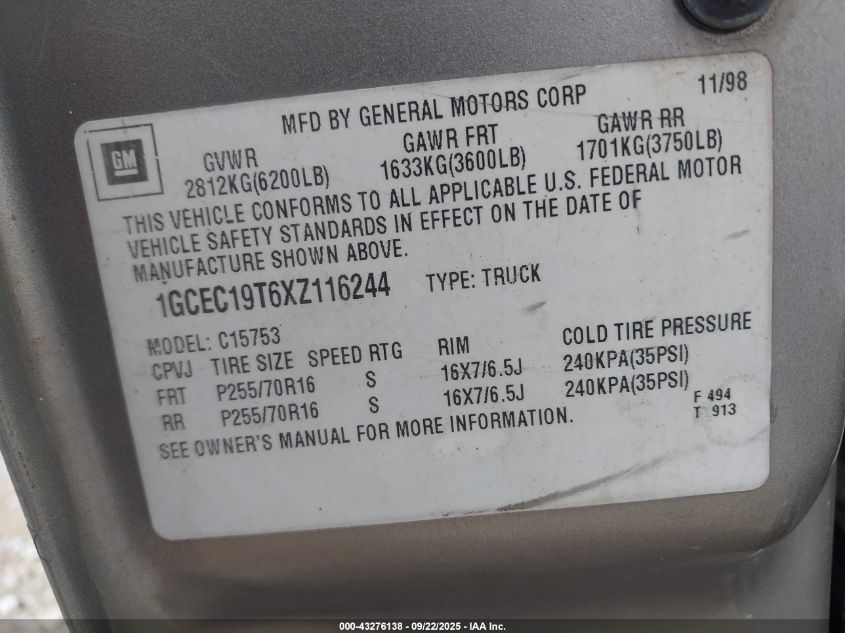 MFD BY GENERAL MOTORS CORP 11/98
GM
GVWR GAWR FRT GAWR RR
2812KG(6200LB) 1633KG(3600LB) 1701KG(3750LB)
THIS VEHICLE CONFORMS TO ALL APPLICABLE U.S. FEDERAL MOTOR
VEHICLE SAFETY STANDARDS IN EFFECT ON THE DATE OF
MANUFACTURE SHOWN ABOVE.
1GCEC19T6XZ116244 TYPE: TRUCK
MODEL: C15753
CPVJ TIRE SIZE SPEED RTG RIM COLD TIRE PRESSURE
FRT P255/70R16 S 16X7/6.5J 240KPA(35PSI)
RR P255/70R16 S 16X7/6.5J 240KPA(35PSI)
SEE OWNER'S MANUAL FOR MORE INFORMATION.
F 494
T 913
000-43276138 - 09/22/2025 - IAA Inc.